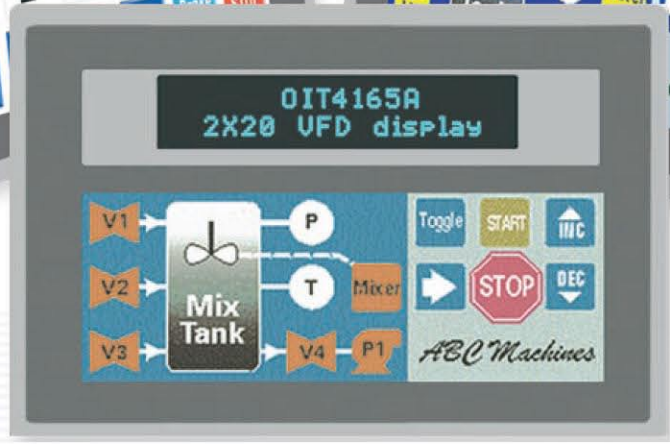 OIT4165A
2X20 VFD display
V1
P
V2
T
Mixer
Mix
Tank
V3
V4
P1
Toggle
START
INC
STOP
DEC
ABC Machines